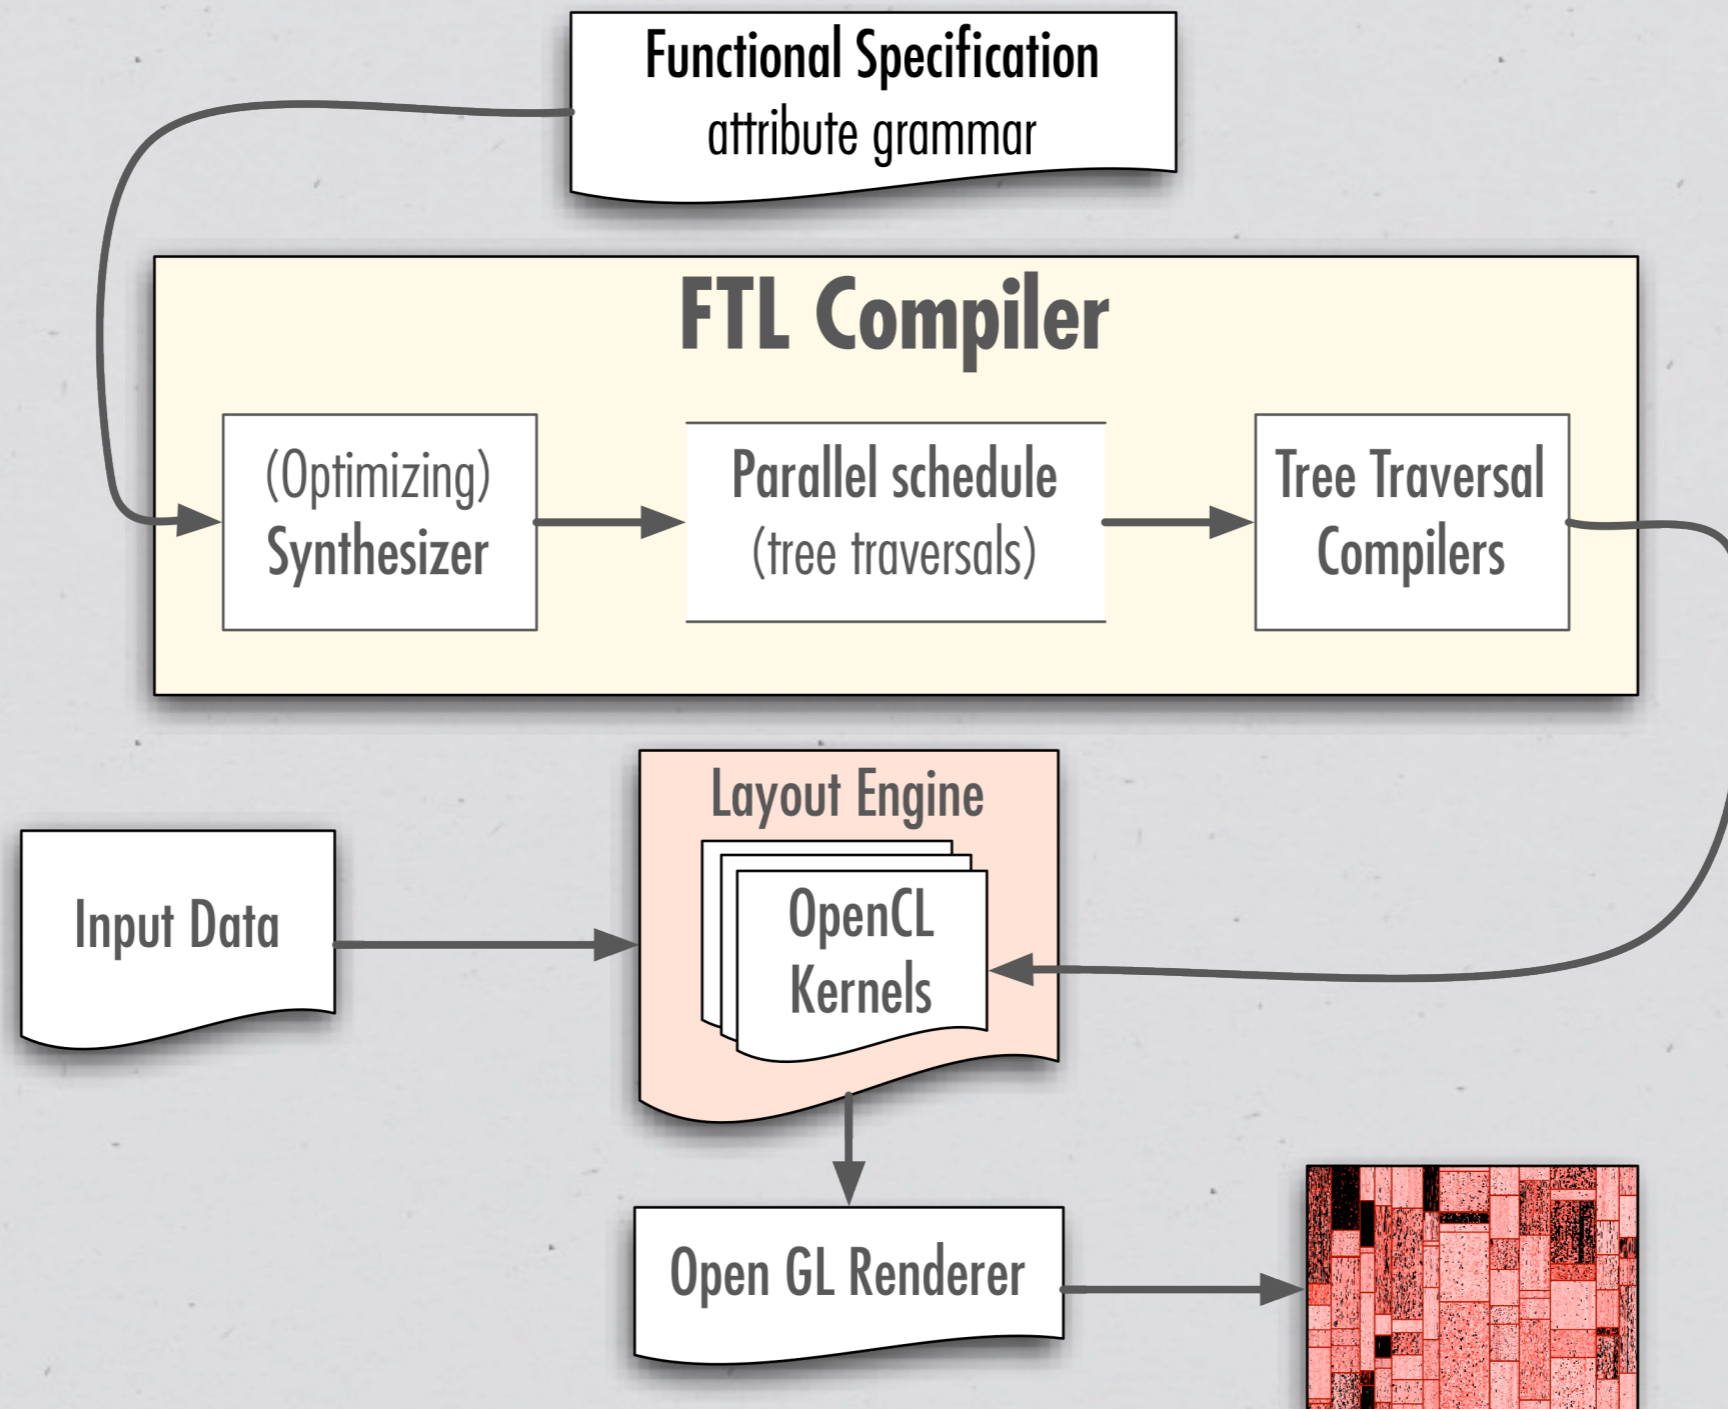 Functional Specification
attribute grammar
FTL Compiler
(Optimizing)
Synthesizer
Parallel schedule
(tree traversals)
Tree Traversal
Compilers
Layout Engine
Input Data
OpenCL
Kernels
Open GL Renderer